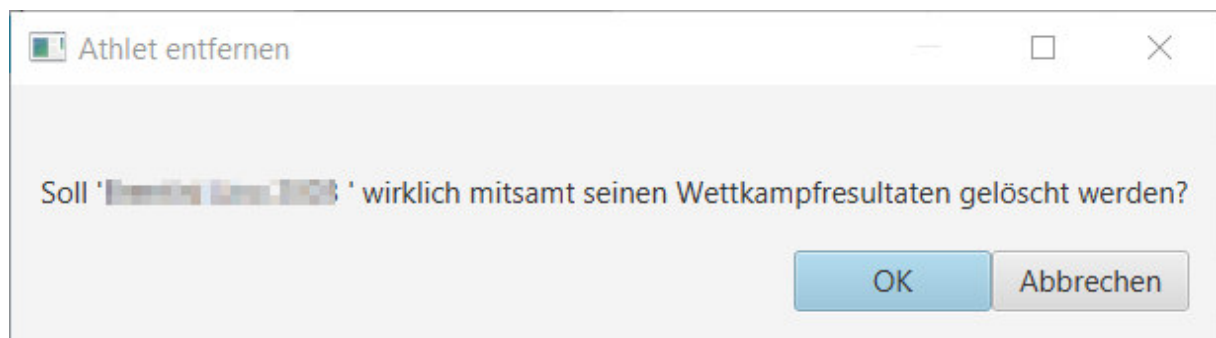 Athlet entfernen
Soll ' ' wirklich mitsamt seinen Wettkampfresultaten gelöscht werden?
OK Abbrechen